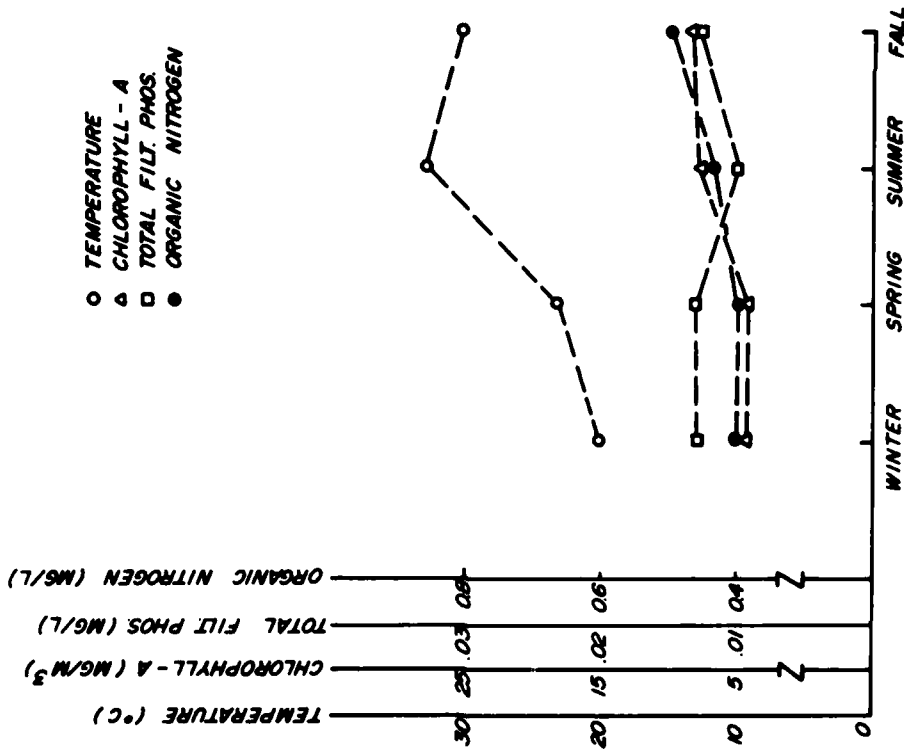 TEMPERATURE
CHLOROPHYLL - A
TOTAL FILT. PHOS.
ORGANIC NITROGEN
TEMPERATURE (°C)
CHLOROPHYLL - A (MG/M3)
TOTAL FILT PHOS. (MG/L)
ORGANIC NITROGEN (MG/L)
30 25 .03 0.8
20 15 .02 0.6
10 5 .01 0.4
0
WINTER SPRING SUMMER FALL